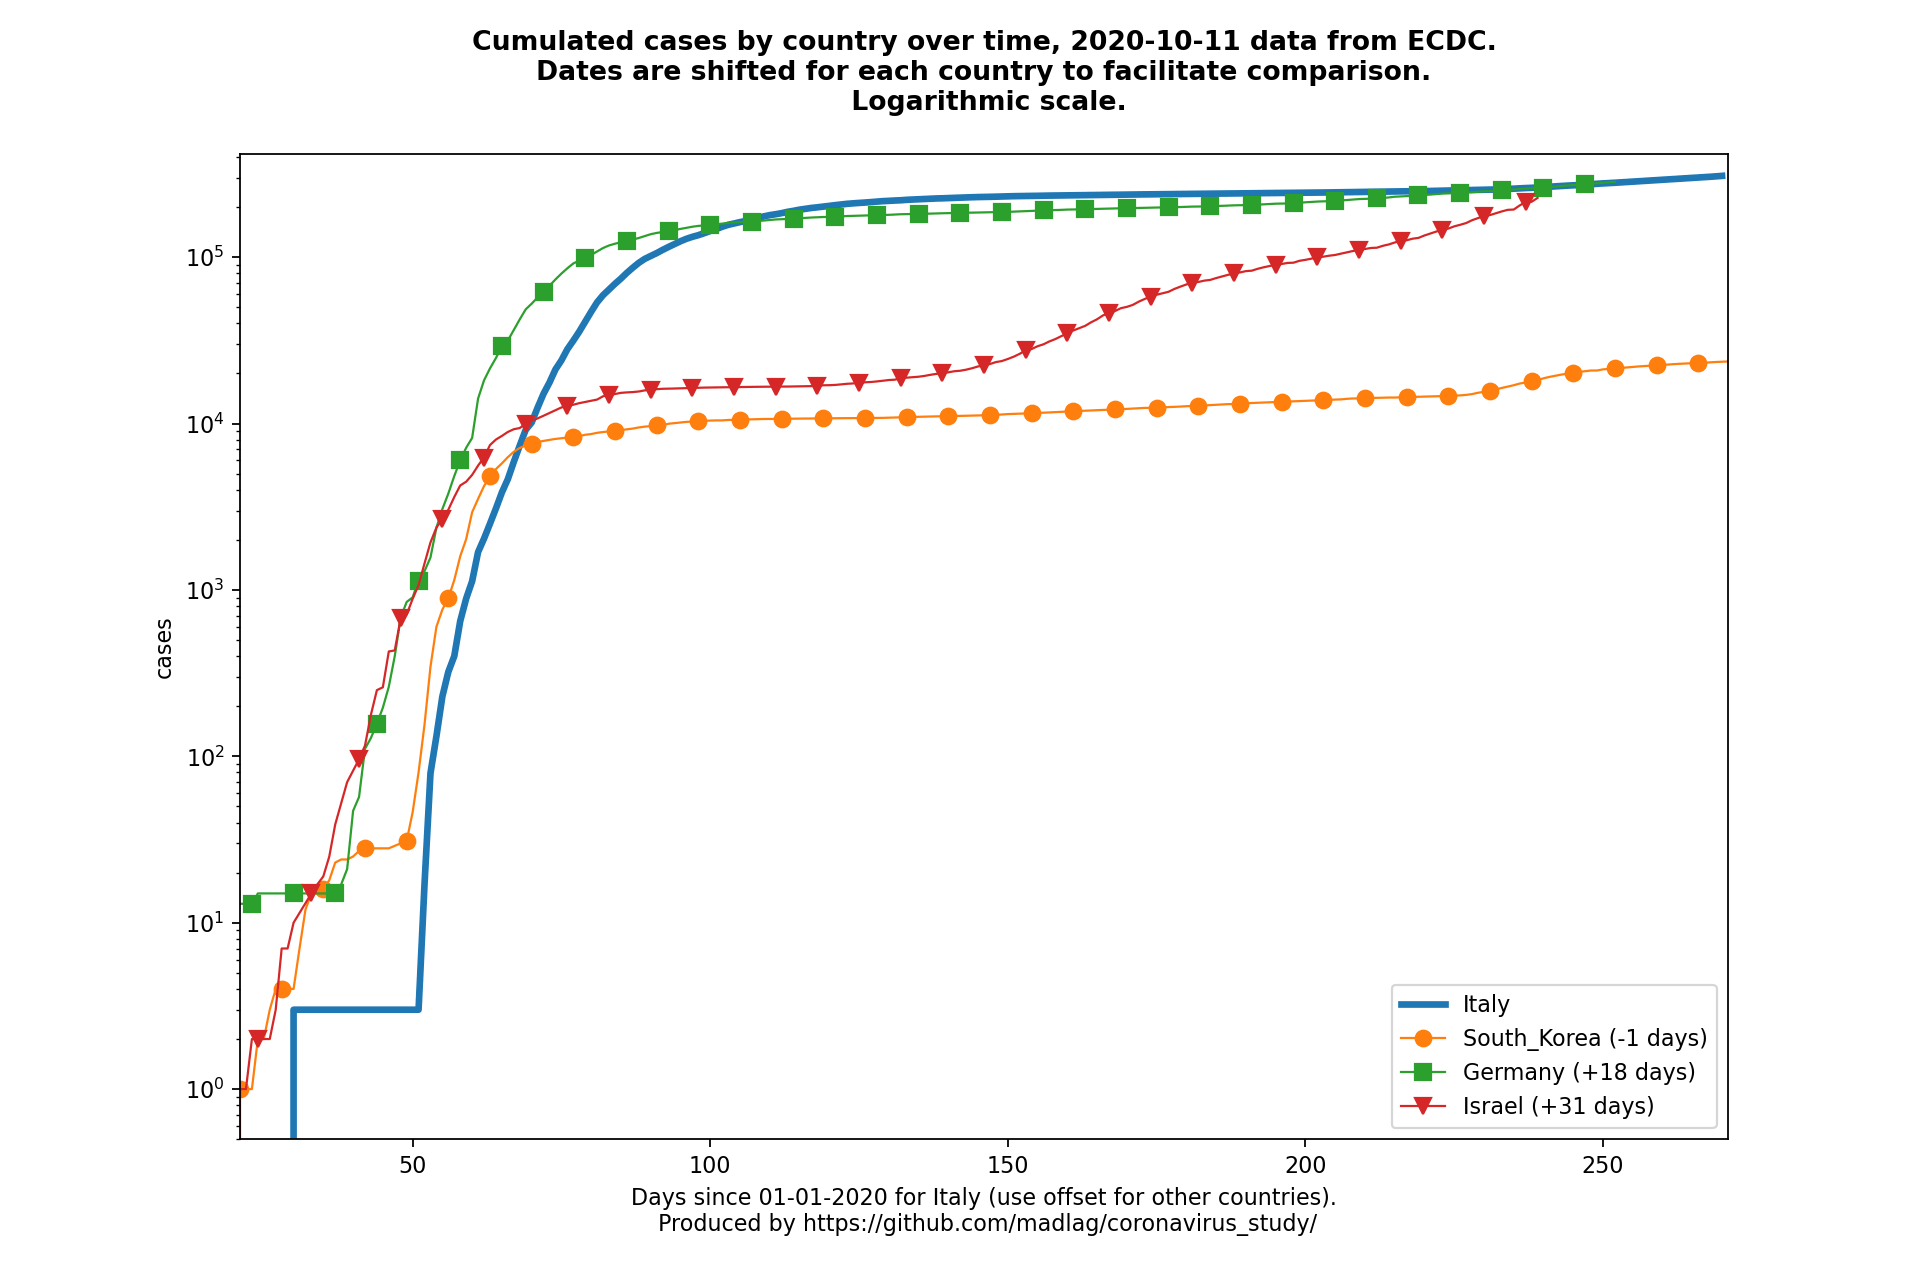 Cumulated cases by country over time, 2020-10-11 data from ECDC.
Dates are shifted for each country to facilitate comparison.
Logarithmic scale.
cases
10^5
10^4
10^3
10^2
10^1
10^0
50
100
150
200
250
Italy
South_Korea (-1 days)
Germany (+18 days)
Israel (+31 days)
Days since 01-01-2020 for Italy (use offset for other countries).
Produced by https://github.com/madlag/coronavirus_study/